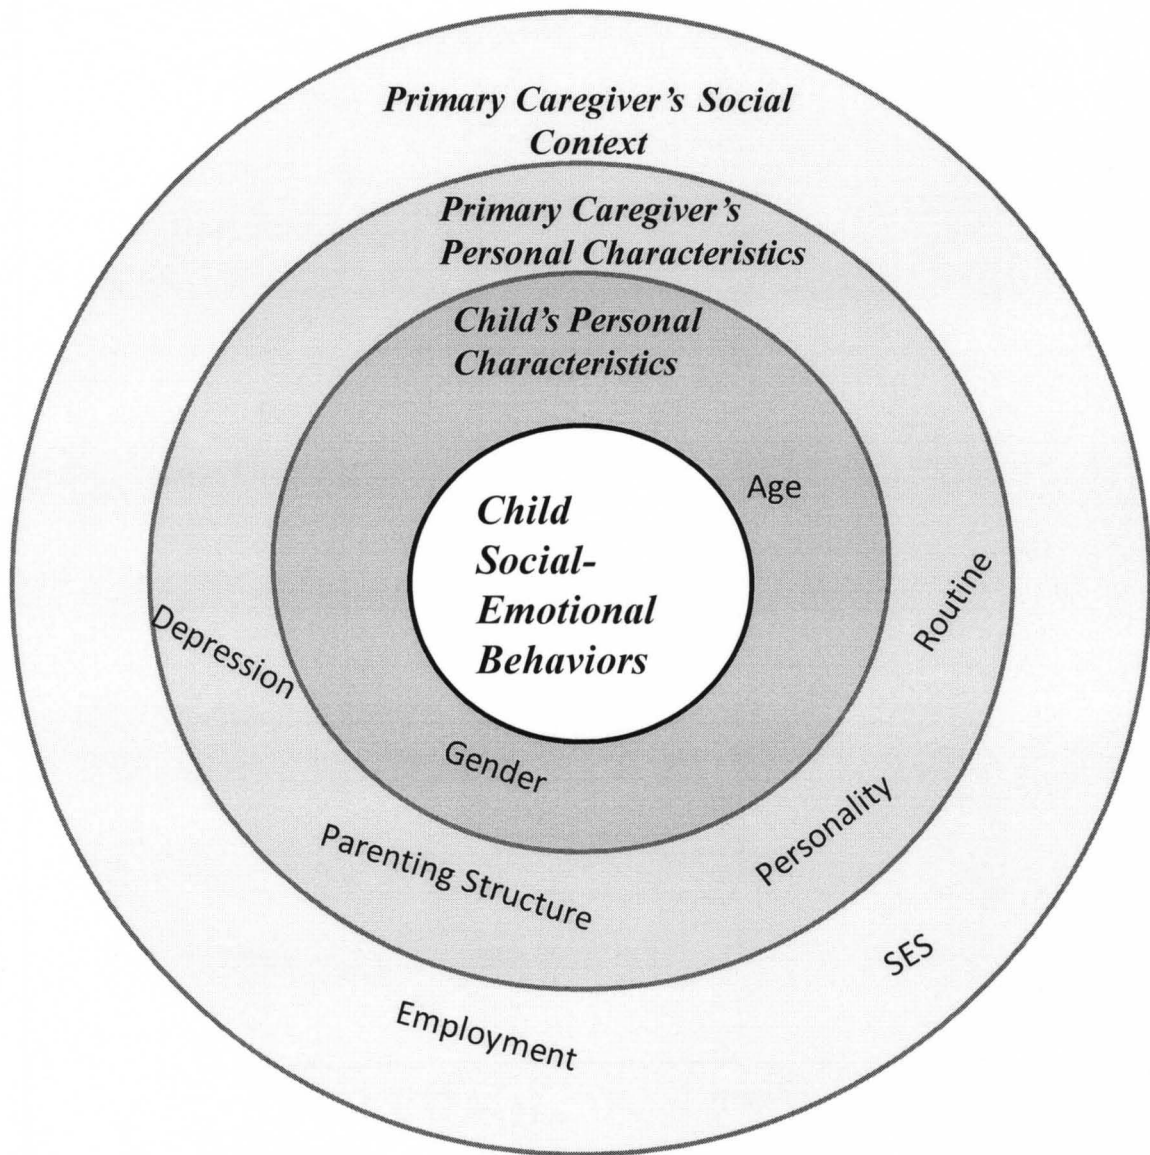 Primary Caregiver’s Social
Context
Primary Caregiver’s
Personal Characteristics
Child’s Personal
Characteristics
Age
Child
Social-
Emotional
Behaviors
Routine
Depression
Gender
Personality
Parenting Structure
SES
Employment